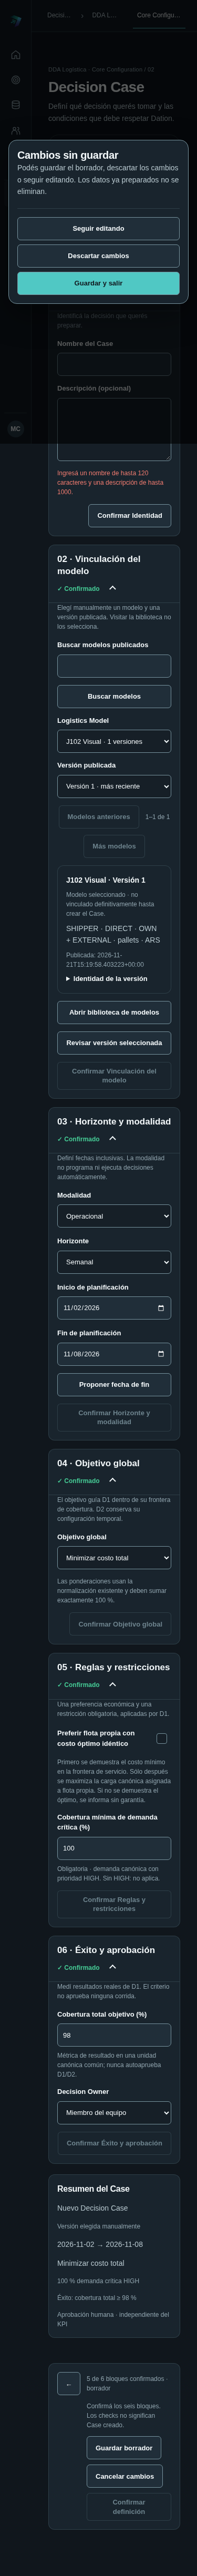 Decisi...
›
DDA L...
Core Configu...
DDA Logística · Core Configuration / 02
Decision Case
Definí qué decisión querés tomar y las
condiciones que debe respetar Dation.
Cambios sin guardar
Podés guardar el borrador, descartar los cambios
o seguir editando. Los datos ya preparados no se
eliminan.
Seguir editando
Descartar cambios
Guardar y salir
Identificá la decisión que querés
preparar.
Nombre del Case
Descripción (opcional)
MC
Ingresá un nombre de hasta 120
caracteres y una descripción de hasta
1000.
Confirmar Identidad
02 · Vinculación del
modelo
✓ Confirmado
Elegí manualmente un modelo y una
versión publicada. Visitar la biblioteca no
los selecciona.
Buscar modelos publicados
Buscar modelos
Logistics Model
J102 Visual · 1 versiones
Versión publicada
Versión 1 · más reciente
Modelos anteriores
1–1 de 1
Más modelos
J102 Visual · Versión 1
Modelo seleccionado · no
vinculado definitivamente hasta
crear el Case.
SHIPPER · DIRECT · OWN
+ EXTERNAL · pallets · ARS
Publicada: 2026-11-
21T15:19:58.403223+00:00
▸ Identidad de la versión
Abrir biblioteca de modelos
Revisar versión seleccionada
Confirmar Vinculación del
modelo
03 · Horizonte y modalidad
✓ Confirmado
Definí fechas inclusivas. La modalidad
no programa ni ejecuta decisiones
automáticamente.
Modalidad
Operacional
Horizonte
Semanal
Inicio de planificación
11/02/2026
Fin de planificación
11/08/2026
Proponer fecha de fin
Confirmar Horizonte y
modalidad
04 · Objetivo global
✓ Confirmado
El objetivo guía D1 dentro de su frontera
de cobertura. D2 conserva su
configuración temporal.
Objetivo global
Minimizar costo total
Las ponderaciones usan la
normalización existente y deben sumar
exactamente 100 %.
Confirmar Objetivo global
05 · Reglas y restricciones
✓ Confirmado
Una preferencia económica y una
restricción obligatoria, aplicadas por D1.
Preferir flota propia con
costo óptimo idéntico
Primero se demuestra el costo mínimo
en la frontera de servicio. Sólo después
se maximiza la carga canónica asignada
a flota propia. Si no se demuestra el
óptimo, se informa sin garantía.
Cobertura mínima de demanda
crítica (%)
100
Obligatoria · demanda canónica con
prioridad HIGH. Sin HIGH: no aplica.
Confirmar Reglas y
restricciones
06 · Éxito y aprobación
✓ Confirmado
Medí resultados reales de D1. El criterio
no aprueba ninguna corrida.
Cobertura total objetivo (%)
98
Métrica de resultado en una unidad
canónica común; nunca autoaprueba
D1/D2.
Decision Owner
Miembro del equipo
Confirmar Éxito y aprobación
Resumen del Case
Nuevo Decision Case
Versión elegida manualmente
2026-11-02 → 2026-11-08
Minimizar costo total
100 % demanda crítica HIGH
Éxito: cobertura total ≥ 98 %
Aprobación humana · independiente del
KPI
←
5 de 6 bloques confirmados ·
borrador
Confirmá los seis bloques.
Los checks no significan
Case creado.
Guardar borrador
Cancelar cambios
Confirmar
definición